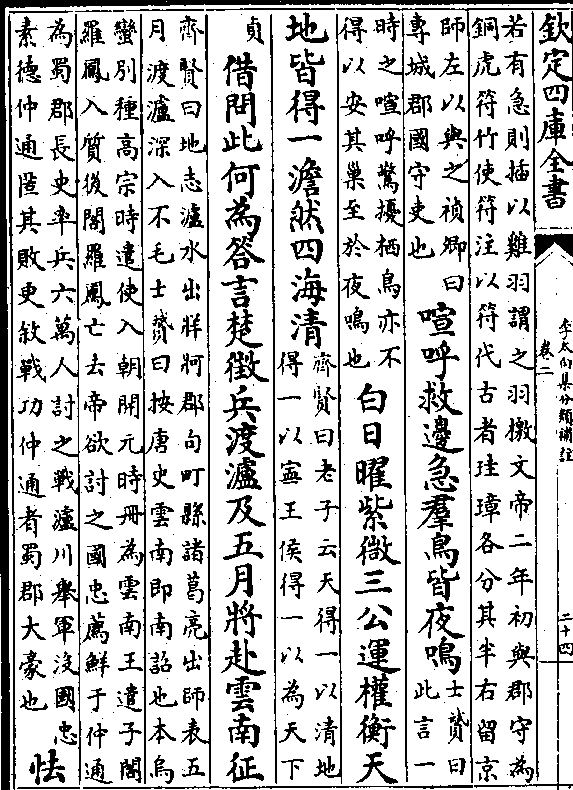 欽定四庫全書
李太白集分類補註
卷二
二十四
若有急則插以雞羽謂之羽檄文帝二年初與郡守為
銅虎符竹使符注以符代古者珪璋各分其半右留京
師左以與之禎卿曰
專城郡國守吏也
喧呼救邊急羣鳥皆夜鳴
士贇曰
此言一
時之喧呼驚擾栖鳥亦不
得以安其巢至於夜鳴也
白日曜紫微三公運權衡天
地皆得一澹然四海清
齊賢曰老子云天得一以清地
得一以寧王侯得一以為天下
貞
借問此何為答言楚徵兵渡瀘及五月將赴雲南征
齊賢曰地志瀘水出牂牁郡句町縣諸葛亮出師表五
月渡瀘深入不毛士贇曰按唐史雲南即南詔也本烏
蠻別種高宗時遣使入朝開元時冊為雲南王遣子閣
羅鳳入質後閣羅鳳亡去帝欲討之國忠薦鮮于仲通
為蜀郡長史率兵六萬人討之戰瀘川舉軍沒國忠
素德仲通匿其敗更敘戰功仲通者蜀郡大豪也
怯